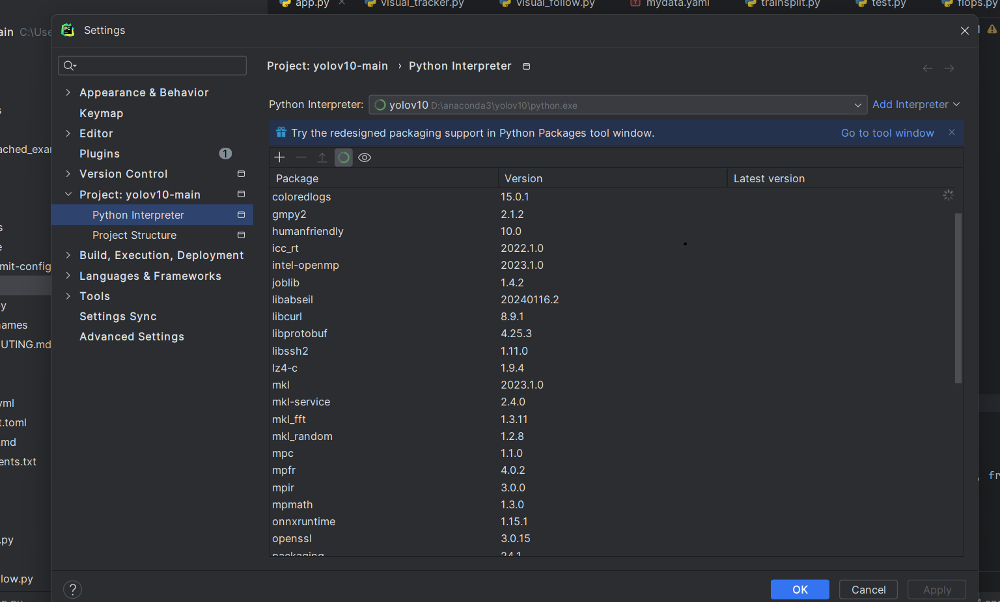 app.py visual_tracker.py visual_follow.py mydata.yaml trainsplit.py test.py flops.py
ain C:\Use
Settings
Project: yolov10-main › Python Interpreter
Appearance & Behavior
Keymap
Editor
Plugins 1
Version Control
Project: yolov10-main
Python Interpreter
Project Structure
Build, Execution, Deployment
Languages & Frameworks
Tools
Settings Sync
Advanced Settings
Python Interpreter: yolov10 D:\anaconda3\yolov10\python.exe Add Interpreter
Try the redesigned packaging support in Python Packages tool window. Go to tool window
Package Version Latest version
coloredlogs 15.0.1
gmpy2 2.1.2
humanfriendly 10.0
icc_rt 2022.1.0
intel-openmp 2023.1.0
joblib 1.4.2
libabseil 20240116.2
libcurl 8.9.1
libprotobuf 4.25.3
libssh2 1.11.0
lz4-c 1.9.4
mkl 2023.1.0
mkl-service 2.4.0
mkl_fft 1.3.11
mkl_random 1.2.8
mpc 1.1.0
mpfr 4.0.2
mpir 3.0.0
mpmath 1.3.0
onnxruntime 1.15.1
openssl 3.0.15
packaging 24.1
s
ached_exar
s
e
mit-config
y
ames
UTING.md
yml
t.toml
md
ents.txt
.py
low.py
, fr
? OK Cancel Apply